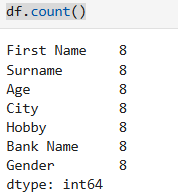 df.count()
First Name 8
Surname 8
Age 8
City 8
Hobby 8
Bank Name 8
Gender 8
dtype: int64